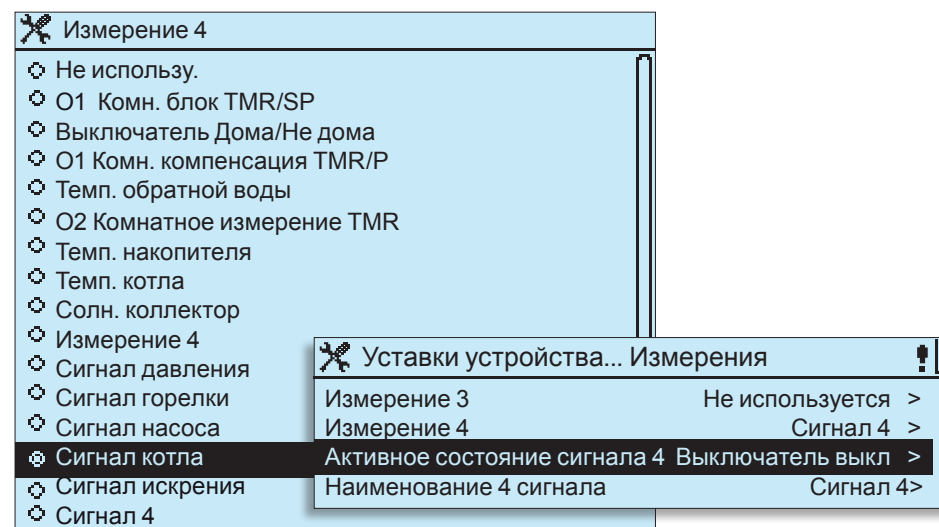 Измерение 4
Не использу.
О1 Комн. блок TMR/SP
Выключатель Дома/Не дома
О1 Комн. компенсация TMR/P
Темп. обратной воды
О2 Комнатное измерение TMR
Темп. накопителя
Темп. котла
Солн. коллектор
Измерение 4
Сигнал давления
Сигнал горелки
Сигнал насоса
Сигнал котла
Сигнал искрения
Сигнал 4
Уставки устройства... Измерения
Измерение 3 Не используется >
Измерение 4 Сигнал 4 >
Активное состояние сигнала 4 Выключатель выкл >
Наименование 4 сигнала Сигнал 4>